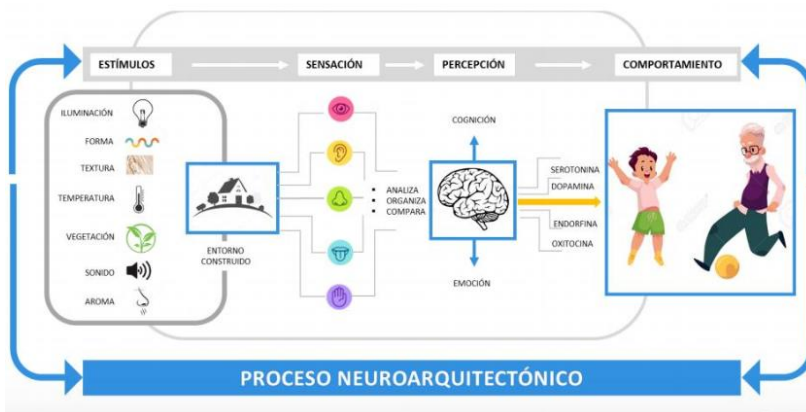 ESTÍMULOS
SENSACIÓN
PERCEPCIÓN
COMPORTAMIENTO
ILUMINACIÓN
FORMA
TEXTURA
TEMPERATURA
VEGETACIÓN
SONIDO
AROMA
ENTORNO
CONSTRUIDO
• ANALIZA
• ORGANIZA
• COMPARA
COGNICIÓN
EMOCIÓN
SEROTONINA
DOPAMINA
ENDORFINA
OXITOCINA
PROCESO NEUROARQUITECTÓNICO